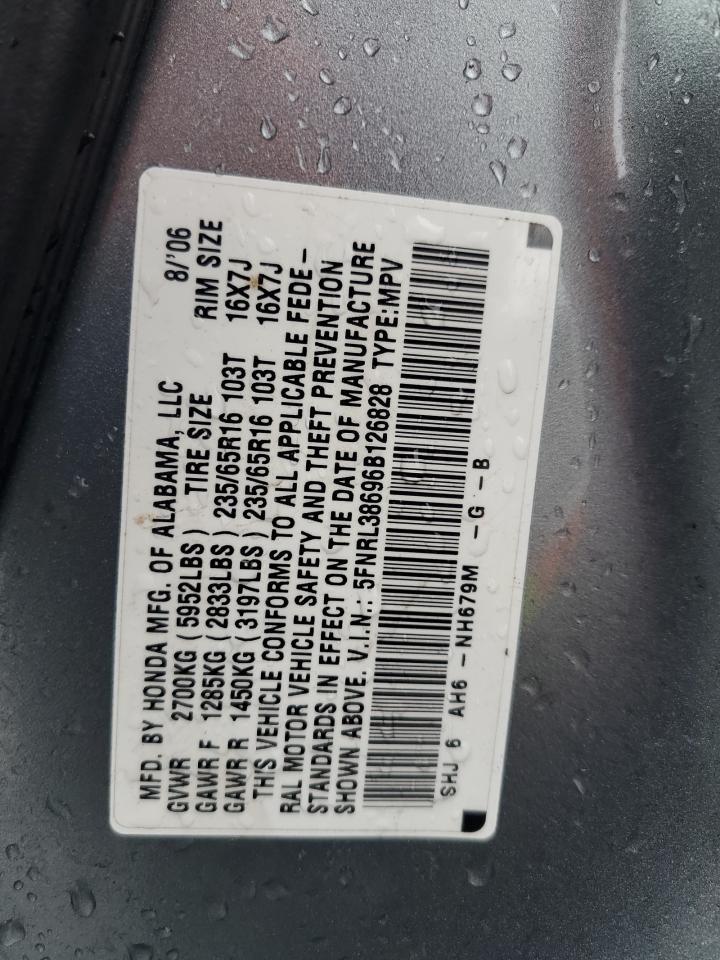 MFD. BY HONDA MFG. OF ALABAMA, LLC 8/'06
GVWR 2700KG (5952LBS) TIRE SIZE RIM SIZE
GAWR F 1285KG (2833LBS) 235/65R16 103T 16X7J
GAWR R 1450KG (3197LBS) 235/65R16 103T 16X7J
THIS VEHICLE CONFORMS TO ALL APPLICABLE FEDE-
RAL MOTOR VEHICLE SAFETY AND THEFT PREVENTION
STANDARDS IN EFFECT ON THE DATE OF MANUFACTURE
SHOWN ABOVE. V.I.N.: 5FNRL38696B126828 TYPE:MPV
SHJ 6 AH6 - NH679M - G - B